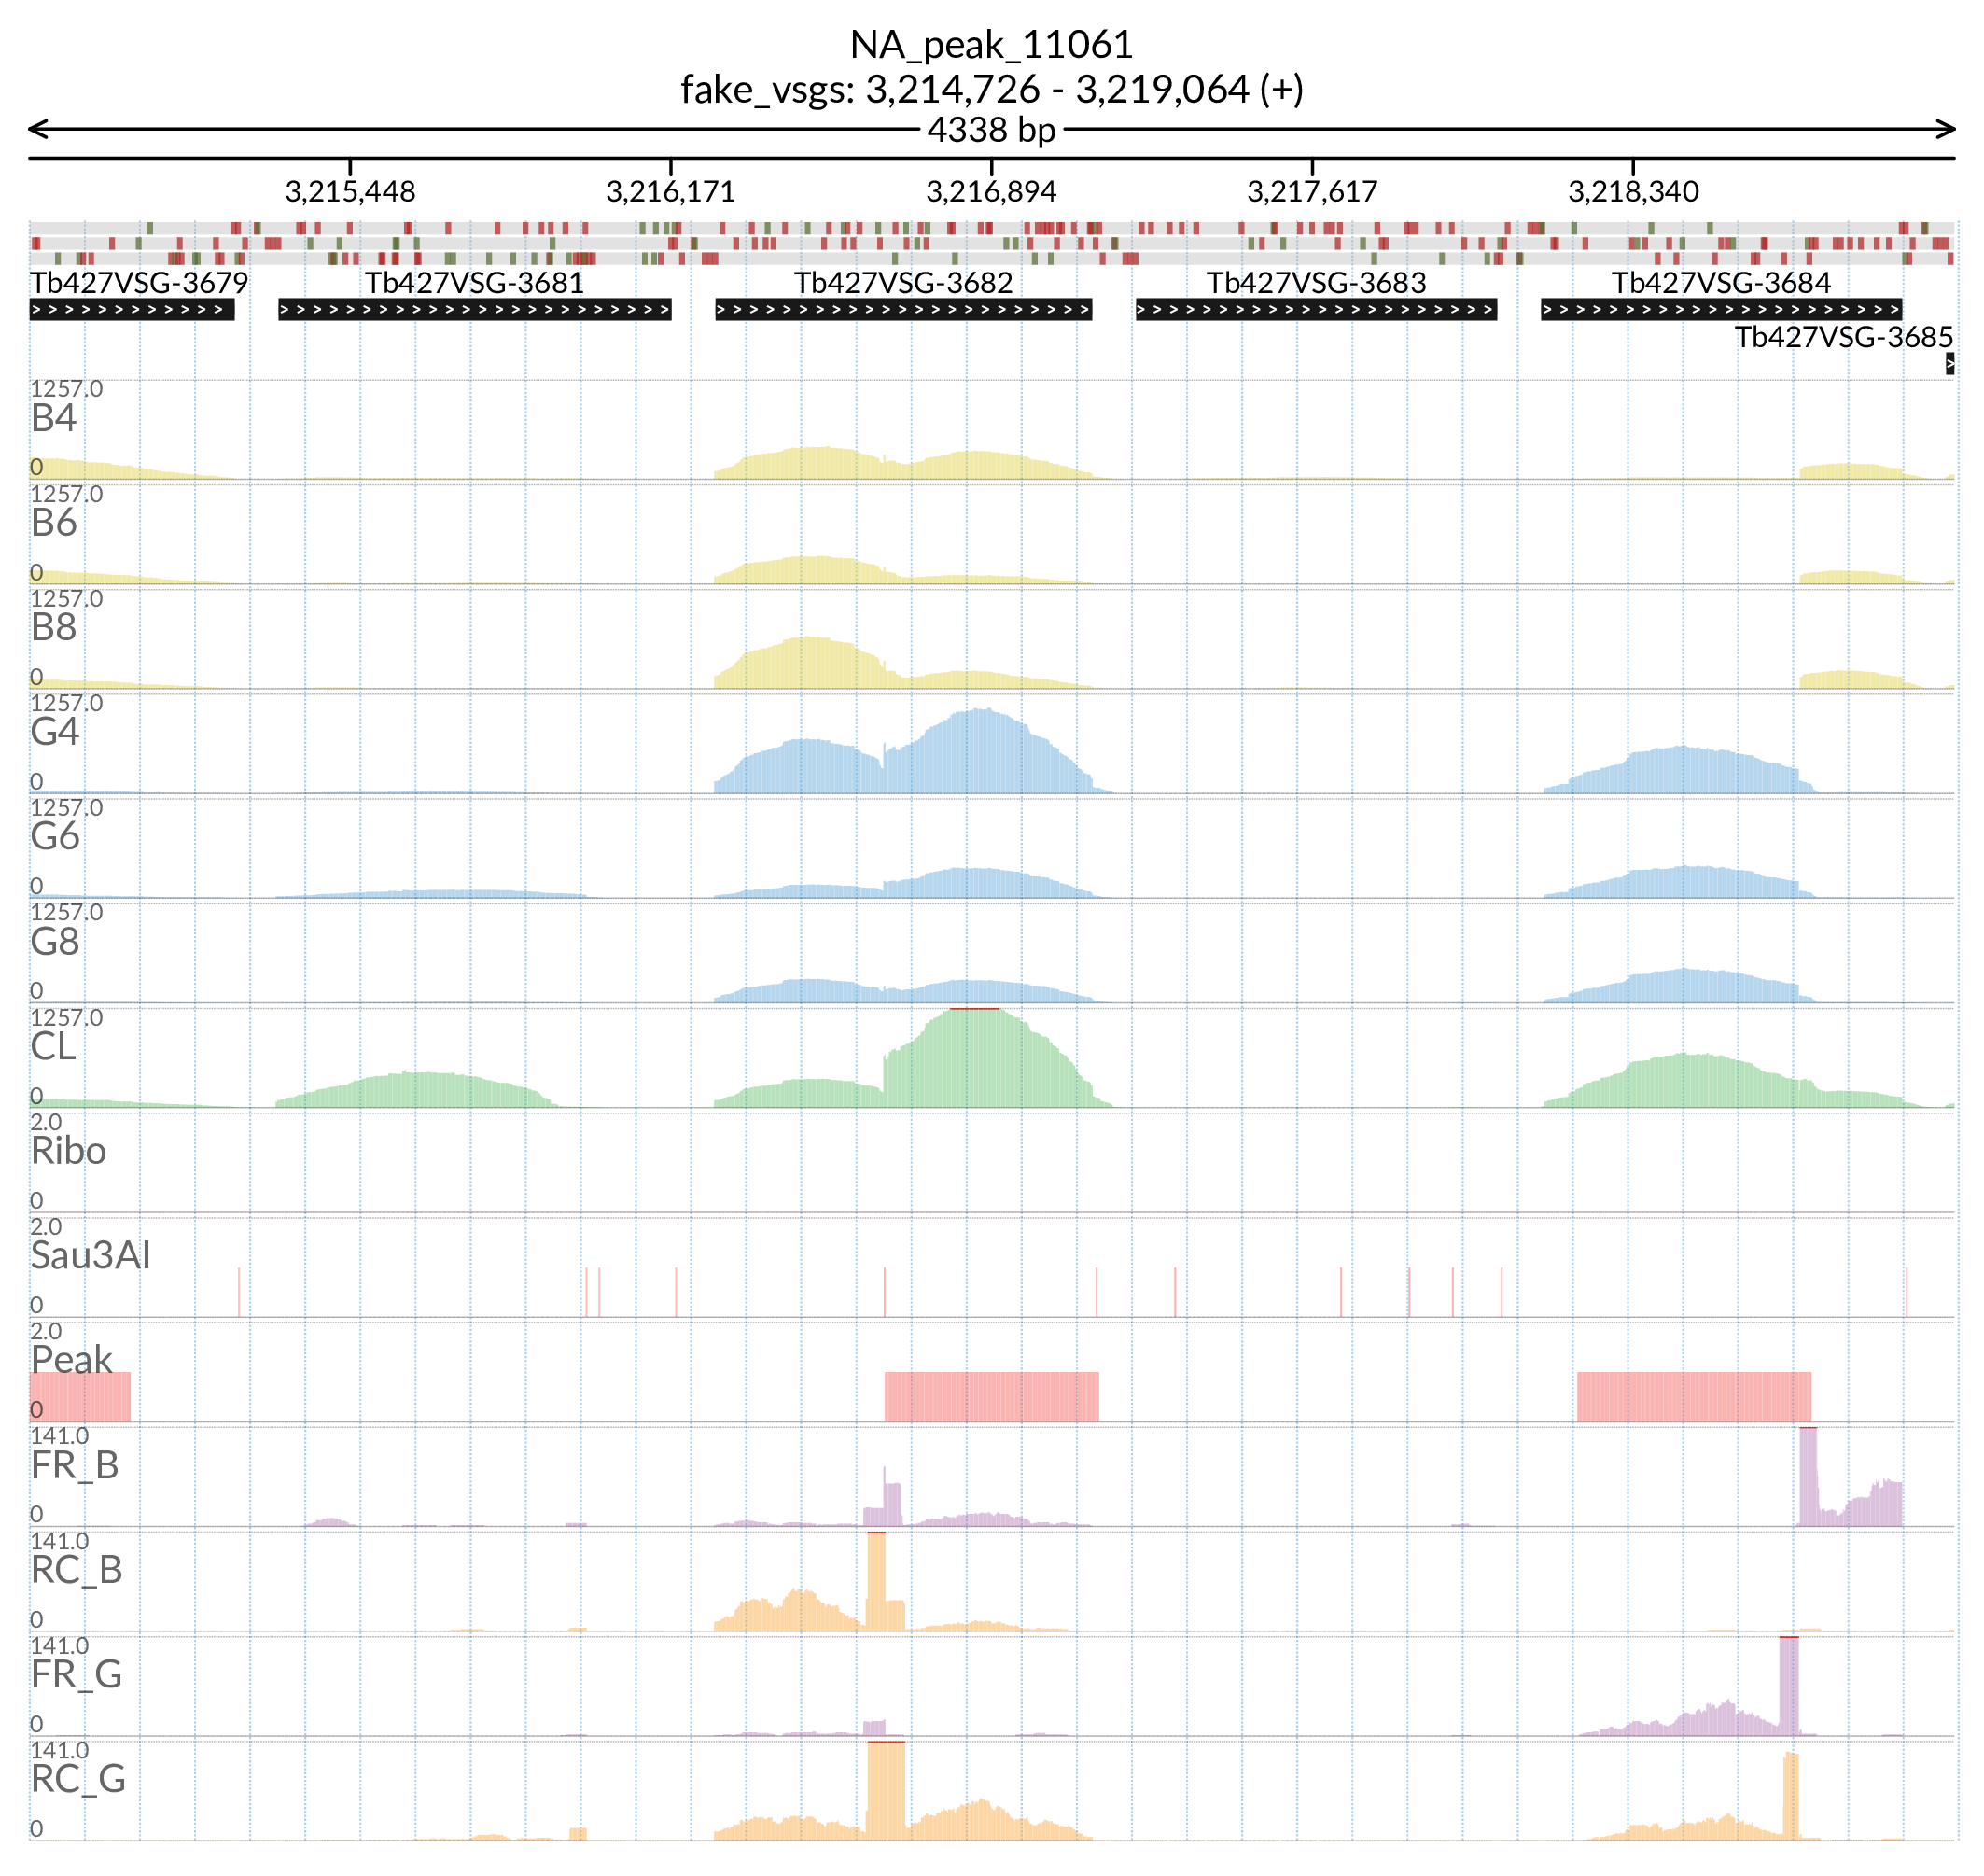 NA_peak_11061
fake_vsgs: 3,214,726 - 3,219,064 (+)
4338 bp
3,215,448 3,216,171 3,216,894 3,217,617 3,218,340
Tb427VSG-3679 Tb427VSG-3681 Tb427VSG-3682 Tb427VSG-3683 Tb427VSG-3684
Tb427VSG-3685
1257.0
B4
0
1257.0
B6
0
1257.0
B8
0
1257.0
G4
0
1257.0
G6
0
1257.0
G8
0
1257.0
CL
0
2.0
Ribo
0
2.0
Sau3AI
0
2.0
Peak
0
141.0
FR_B
0
141.0
RC_B
0
141.0
FR_G
0
141.0
RC_G
0